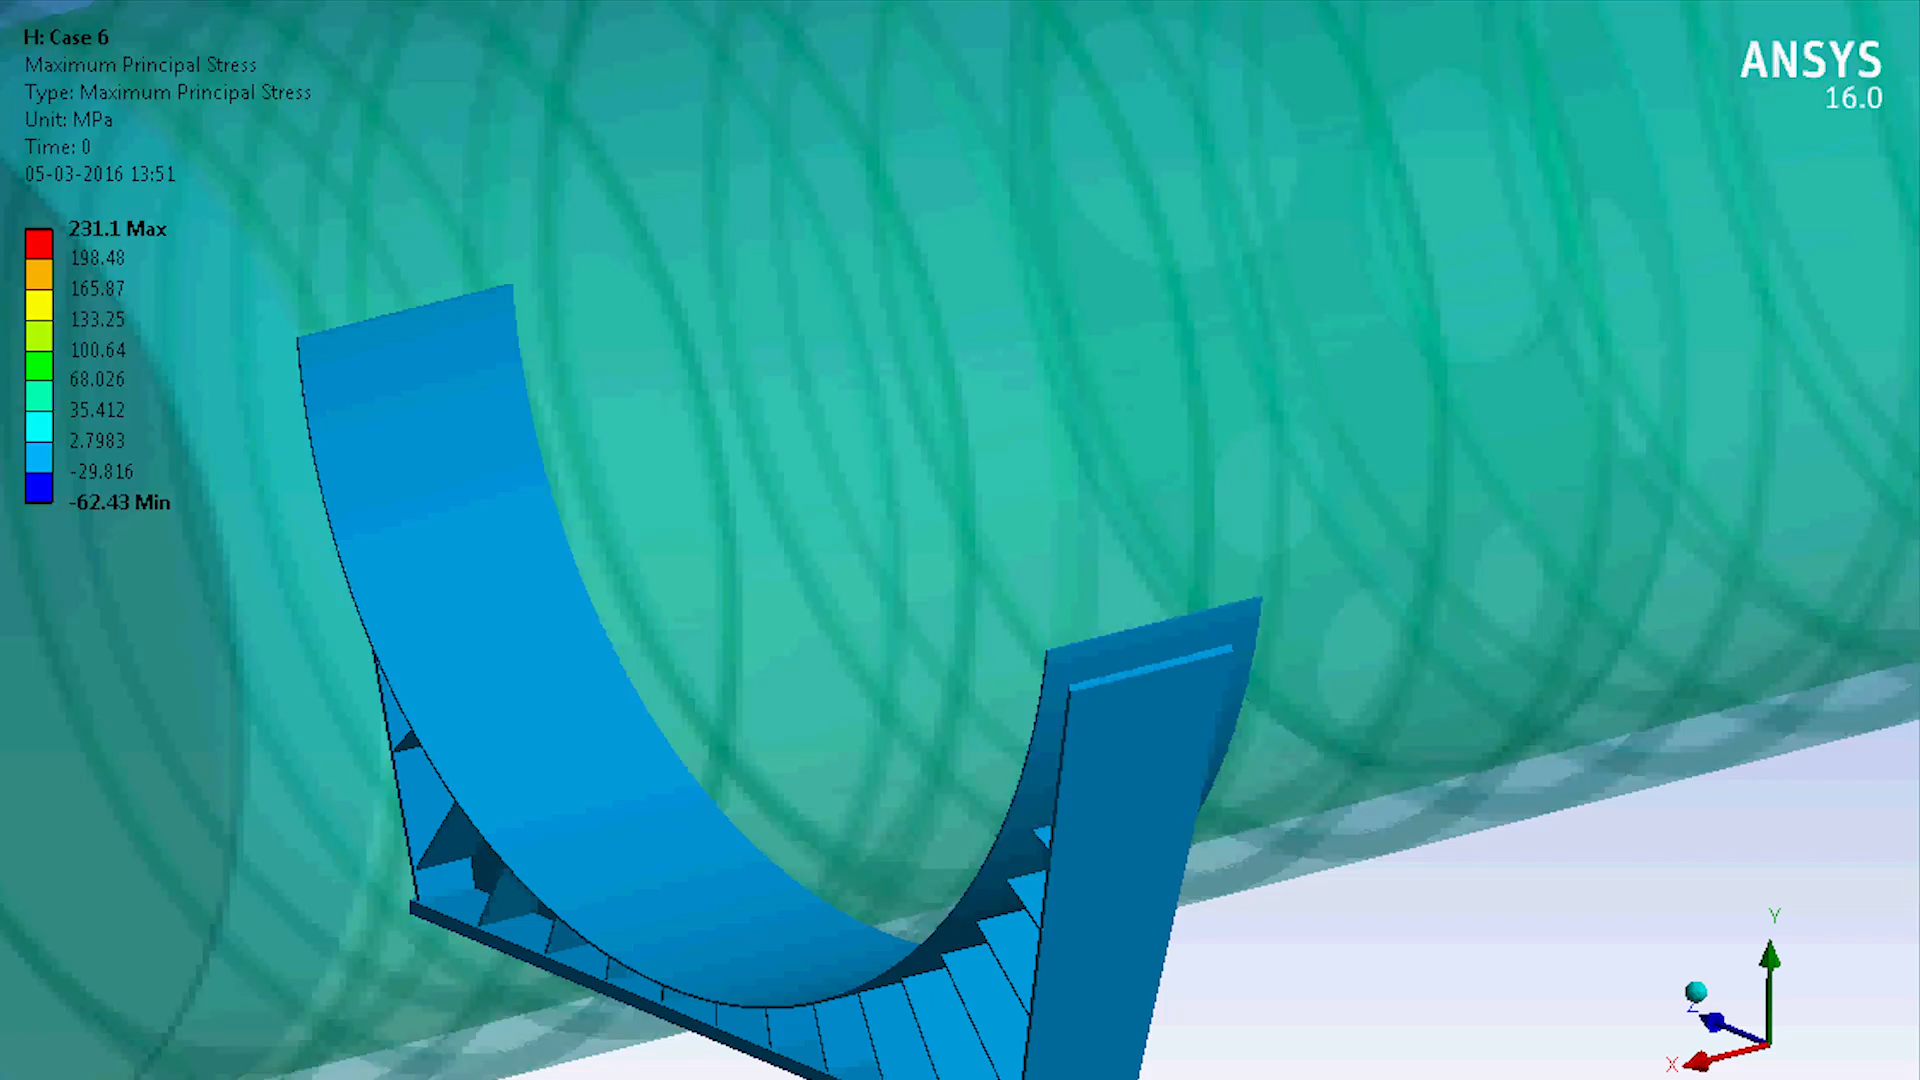 H: Case 6
Maximum Principal Stress
Type: Maximum Principal Stress
Unit: MPa
Time: 0
05-03-2016 13:51
231.1 Max
198.48
165.87
133.25
100.64
68.026
35.412
2.7983
-29.816
-62.43 Min
ANSYS
16.0
Y
Z
X